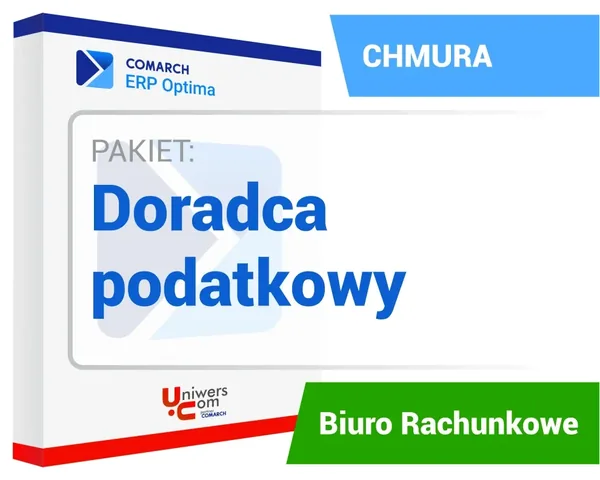 COMARCH
ERP Optima
CHMURA
PAKIET:
Doradca
podatkowy
Uniwers
Com
COMARCH
Biuro Rachunkowe